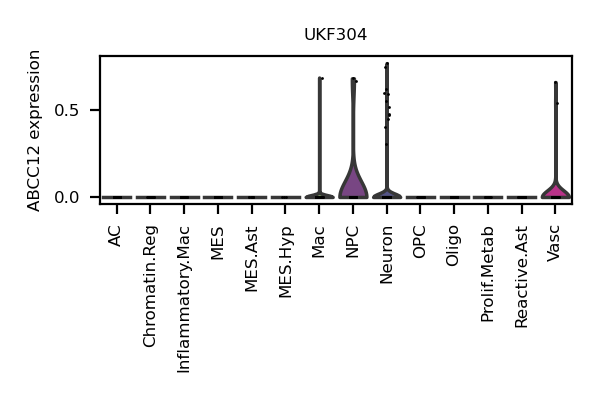 UKF304
ABCC12 expression
0.5
0.0
AC
Chromatin.Reg
Inflammatory.Mac
MES
MES.Ast
MES.Hyp
Mac
NPC
Neuron
OPC
Oligo
Prolif.Metab
Reactive.Ast
Vasc